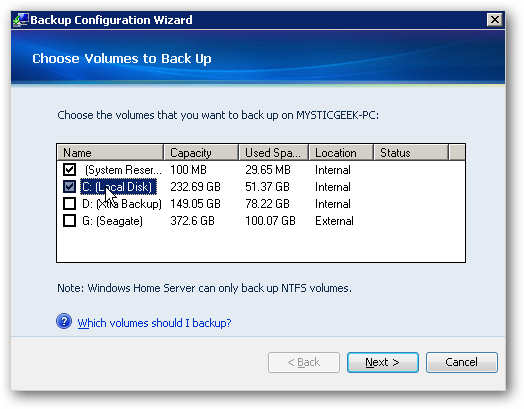 Backup Configuration Wizard
Choose Volumes to Back Up
Choose the volumes that you want to back up on MYSTICGEEK-PC:
Name Capacity Used Spa... Location Status
(System Reser... 100 MB 29.65 MB Internal
C: (Local Disk) 232.69 GB 51.37 GB Internal
D: (Xtra Backup) 149.05 GB 78.22 GB Internal
G: (Seagate) 372.6 GB 100.07 GB External
Note: Windows Home Server can only back up NTFS volumes.
Which volumes should I backup?
< Back Next > Cancel